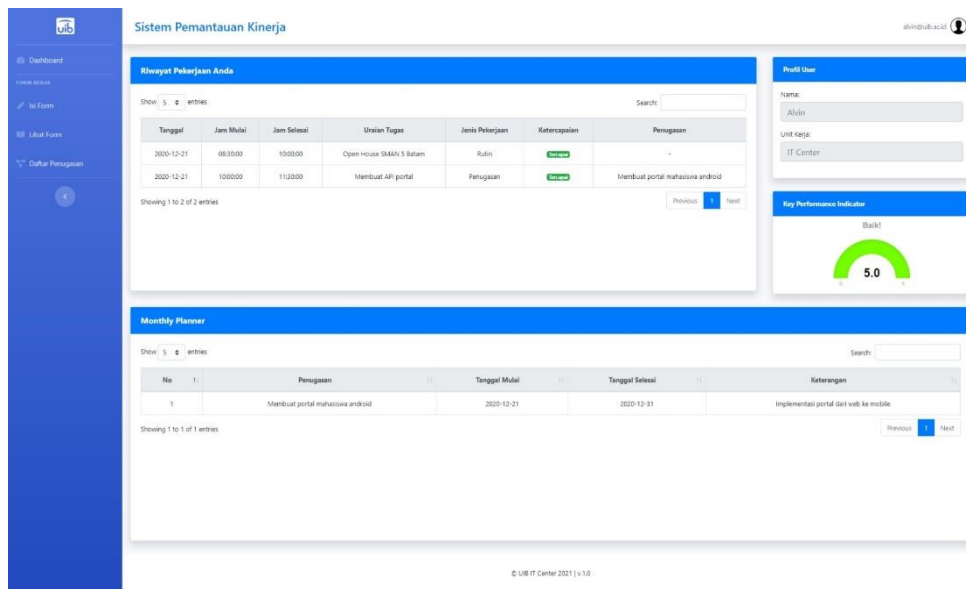 uib
Sistem Pemantauan Kinerja
alvin@uib.ac.id
Dashboard
Isi Form
Lihat Form
Daftar Penugasan
Riwayat Pekerjaan Anda
Show 5 entries
Search:
Tanggal Jam Mulai Jam Selesai Uraian Tugas Jenis Pekerjaan Ketercapaian Penugasan
2020-12-21 08:30:00 10:00:00 Open House SMAN 5 Batam Rutin Tercapai -
2020-12-21 10:00:00 11:30:00 Membuat API portal Penugasan Tercapai Membuat portal mahasiswa android
Showing 1 to 2 of 2 entries
Previous 1 Next
Profil User
Nama:
Alvin
Unit Kerja:
IT Center
Key Performance Indicator
Baik!
5.0
Monthly Planner
Show 5 entries
Search:
No Penugasan Tanggal Mulai Tanggal Selesai Keterangan
1 Membuat portal mahasiswa android 2020-12-21 2020-12-31 Implementasi portal dari web ke mobile
Showing 1 to 1 of 1 entries
Previous 1 Next
© UIB IT Center 2021 | v.1.0